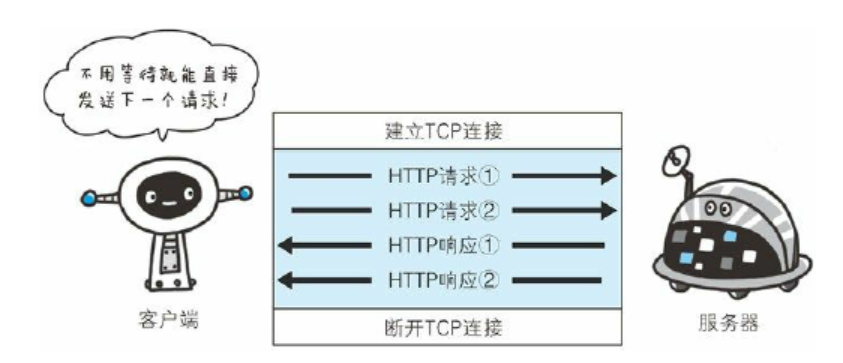 不用等待就能直接
发送下一个请求!
建立TCP连接
HTTP请求①
HTTP请求②
HTTP响应①
HTTP响应②
客户端
断开TCP连接
服务器